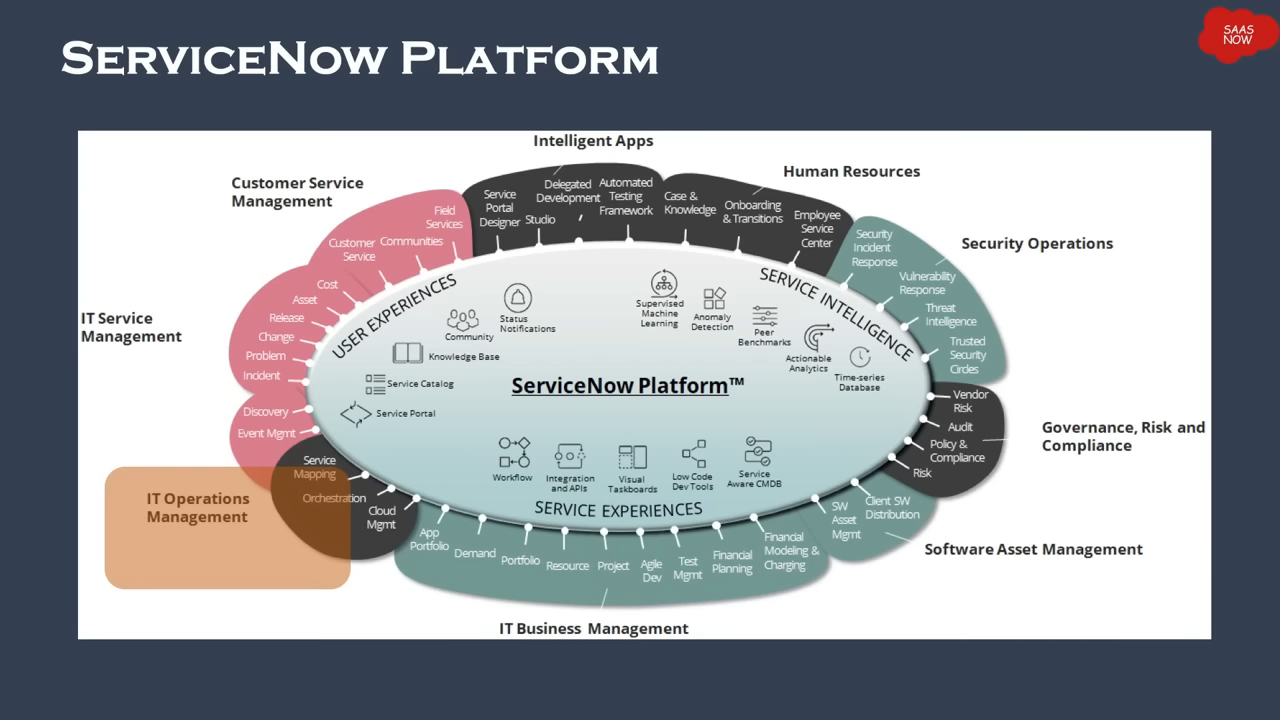 ServiceNow Platform
SAAS
NOW
Intelligent Apps
Human Resources
Customer Service
Management
Security Operations
IT Service
Management
Governance, Risk and
Compliance
IT Operations
Management
Software Asset Management
IT Business Management
Service
Portal
Designer
Studio
Delegated
Development
Automated
Testing
Framework
Case &
Knowledge
Onboarding
& Transitions
Employee
Service
Center
Security
Incident
Response
Vulnerability
Response
Threat
Intelligence
Trusted
Security
Circles
Vendor
Risk
Audit
Policy &
Compliance
Risk
Client SW
Distribution
SW
Asset
Mgmt
Financial
Modeling &
Charging
Financial
Planning
Test
Mgmt
Agile
Dev
Project
Resource
Portfolio
Demand
App
Portfolio
Cloud
Mgmt
Orchestration
Service
Mapping
Event Mgmt
Discovery
Incident
Problem
Change
Release
Asset
Cost
Customer
Service
Communities
Field
Services
USER EXPERIENCES
SERVICE INTELLIGENCE
Status
Notifications
Community
Knowledge Base
Service Catalog
Service Portal
Supervised
Machine
Learning
Anomaly
Detection
Peer
Benchmarks
Actionable
Analytics
Time-series
Database
ServiceNow Platform™
Workflow
Integration
and APIs
Visual
Taskboards
Low Code
Dev Tools
Service
Aware CMDB
SERVICE EXPERIENCES